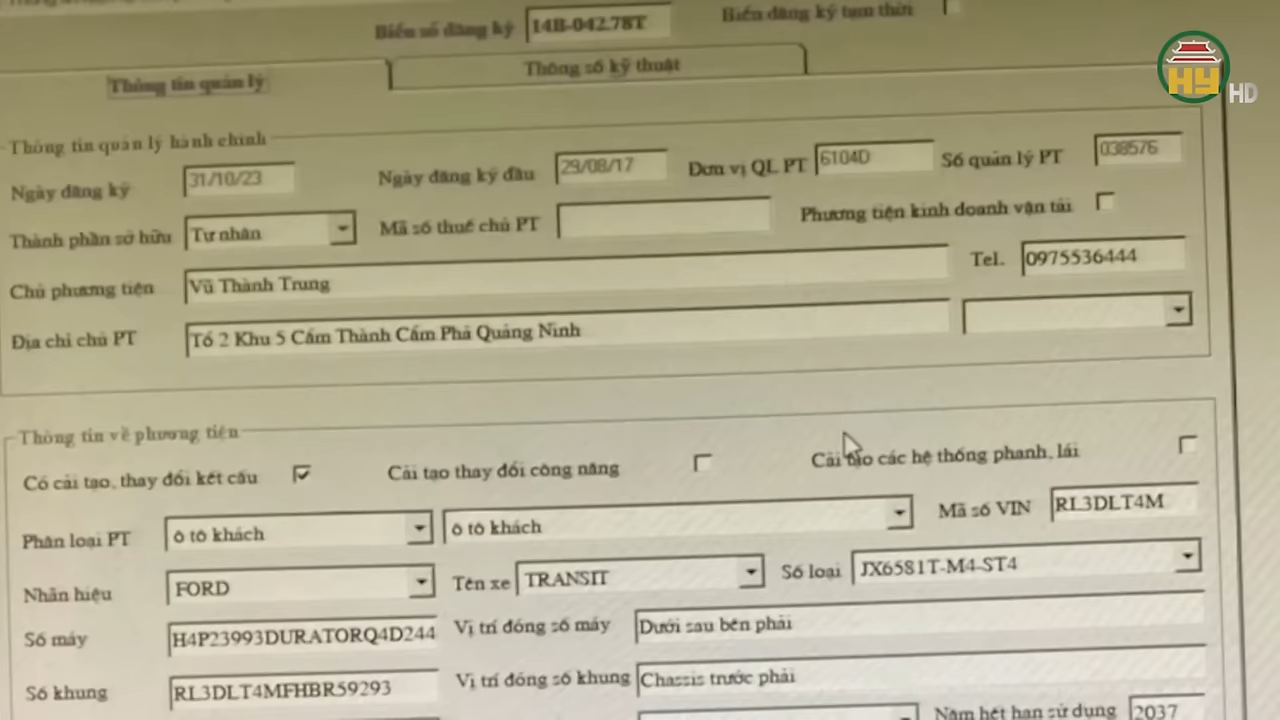 Biển số đăng ký 14B-042.78T Biển đăng ký tạm thời
Thông tin quản lý Thông số kỹ thuật
Thông tin quản lý hành chính
Ngày đăng ký 31/10/23 Ngày đăng ký đầu 29/08/17 Đơn vị QL PT 6104D Số quản lý PT 038576
Thành phần sở hữu Tư nhân Mã số thuế chủ PT Phương tiện kinh doanh vận tải
Chủ phương tiện Vũ Thành Trung Tel. 0975536444
Địa chỉ chủ PT Tổ 2 Khu 5 Cẩm Thành Cẩm Phả Quảng Ninh
Thông tin về phương tiện
Có cải tạo, thay đổi kết cấu Cải tạo thay đổi công năng Cải tạo các hệ thống phanh, lái
Phân loại PT ô tô khách ô tô khách Mã số VIN RL3DLT4M
Nhãn hiệu FORD Tên xe TRANSIT Số loại JX6581T-M4-ST4
Số máy H4P23993DURATORQ4D244 Vị trí đóng số máy Dưới sau bên phải
Số khung RL3DLT4MFHBR59293 Vị trí đóng số khung Chassis trước phải
Năm hết hạn sử dụng 2037
HY HD